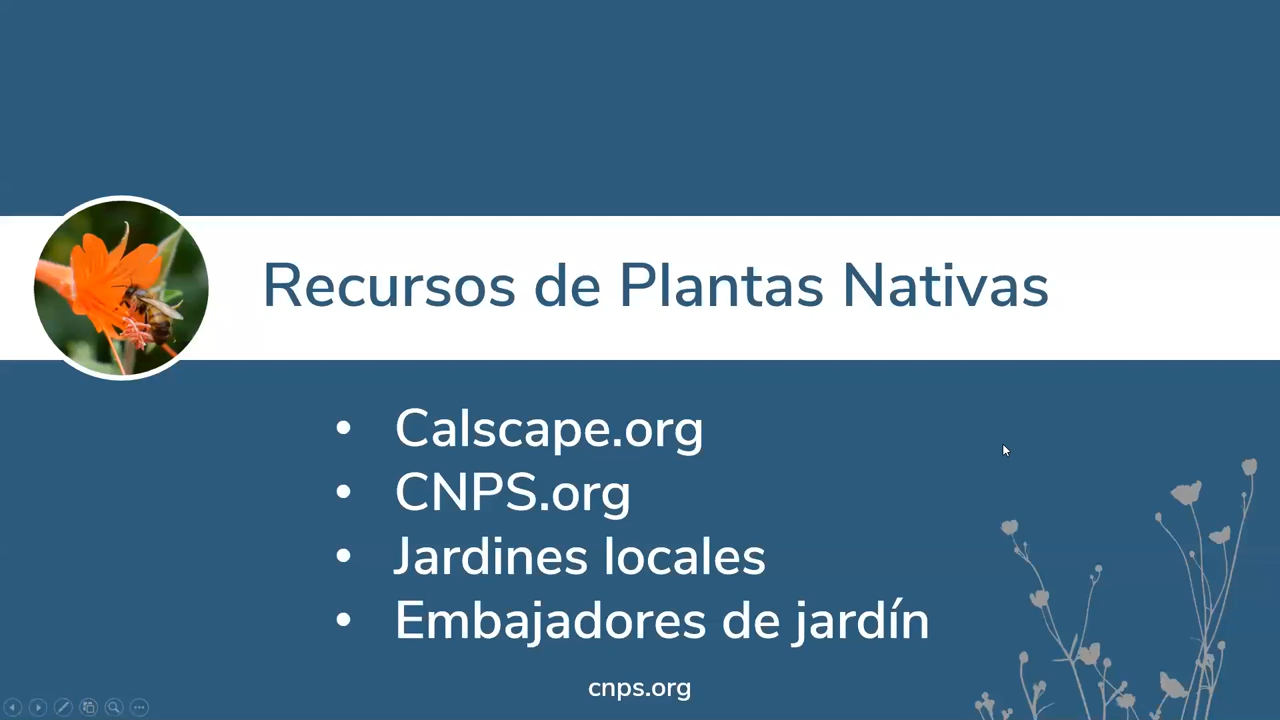 Recursos de Plantas Nativas
• Calscape.org
• CNPS.org
• Jardines locales
• Embajadores de jardín
cnps.org